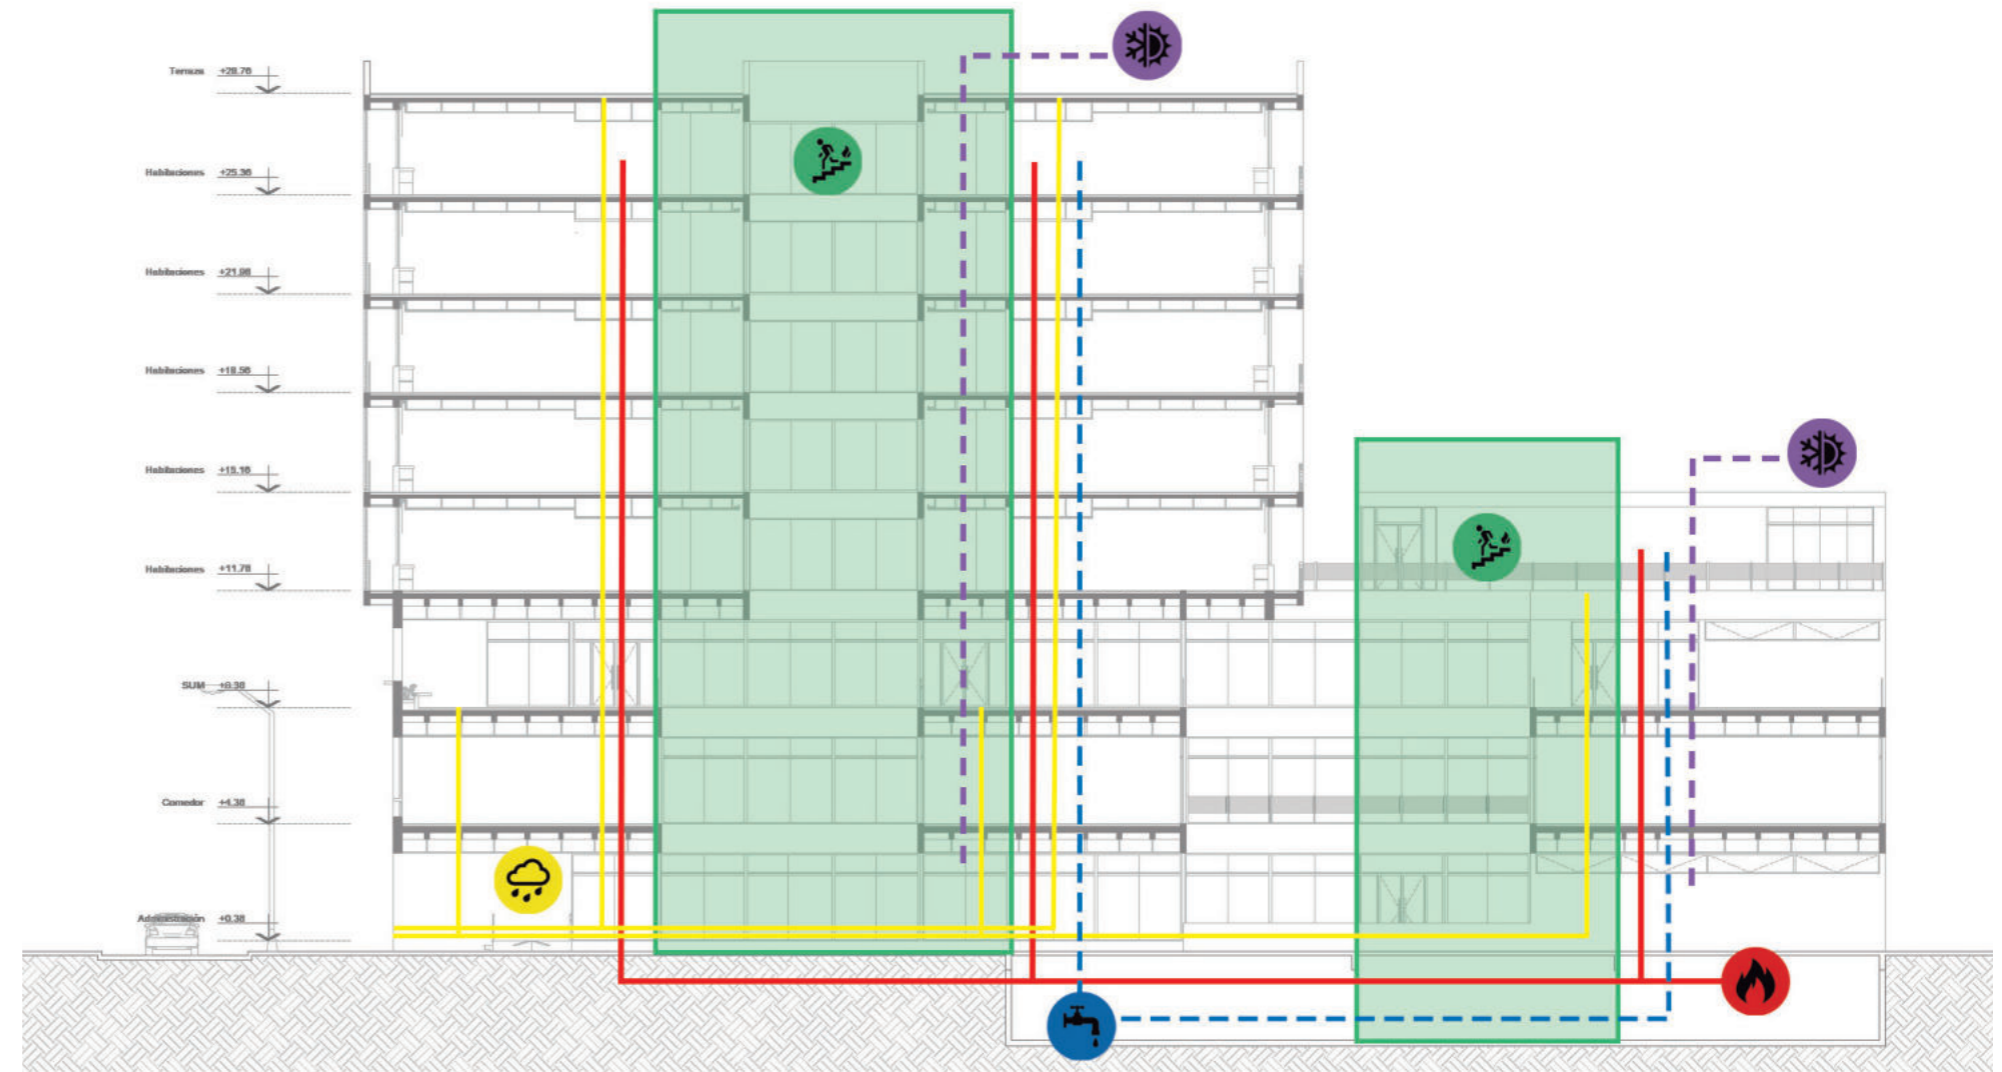 Terraza +28.76
Habitaciones +25.36
Habitaciones +21.96
Habitaciones +18.56
Habitaciones +15.16
Habitaciones +11.76
SUM +8.38
Comedor +4.38
Administración +0.38